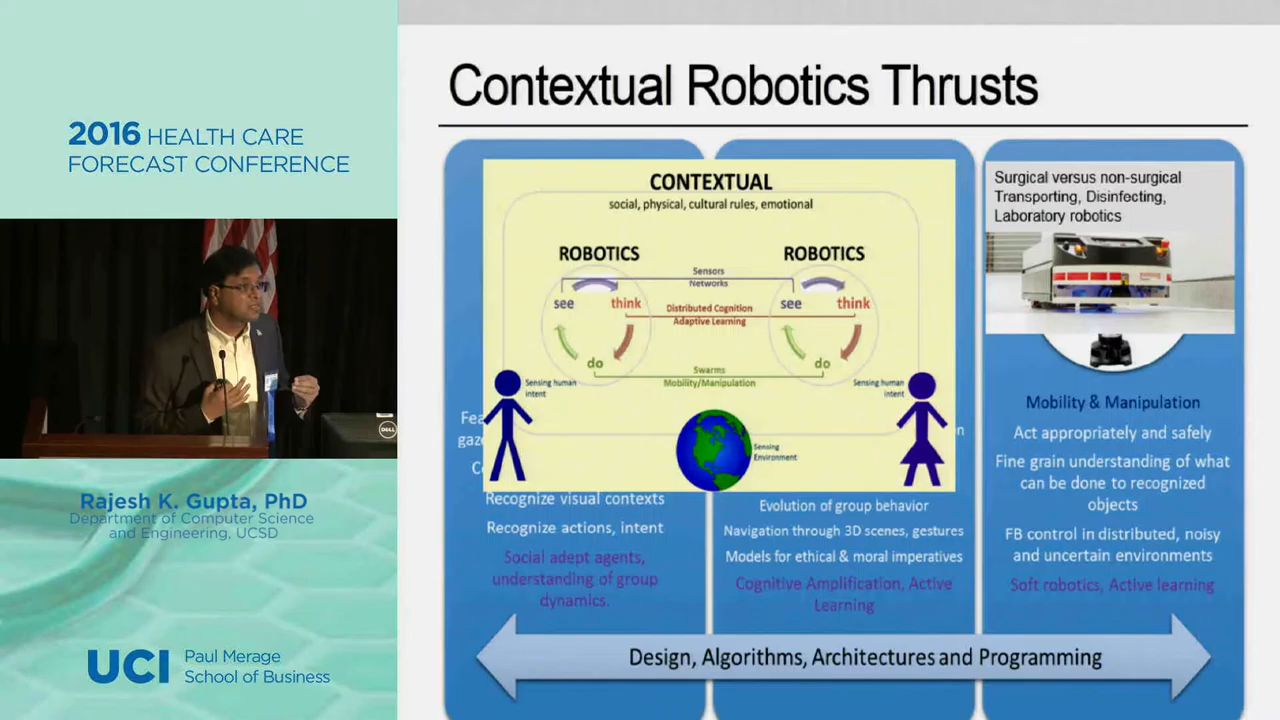 2016 HEALTH CARE
FORECAST CONFERENCE
DELL
Rajesh K. Gupta, PhD
Department of Computer Science
and Engineering, UCSD
UCI
Paul Merage
School of Business
Contextual Robotics Thrusts
CONTEXTUAL
social, physical, cultural rules, emotional
ROBOTICS
ROBOTICS
Sensors
Networks
see
think
see
think
Distributed Cognition
Adaptive Learning
do
do
Swarms
Mobility/Manipulation
Sensing human
intent
Sensing human
intent
Sensing
Environment
Recognize visual contexts
Recognize actions, intent
Social adept agents,
understanding of group
dynamics.
Evolution of group behavior
Navigation through 3D scenes, gestures
Models for ethical & moral imperatives
Cognitive Amplification, Active
Learning
Surgical versus non-surgical
Transporting, Disinfecting,
Laboratory robotics
Mobility & Manipulation
Act appropriately and safely
Fine grain understanding of what
can be done to recognized
objects
FB control in distributed, noisy
and uncertain environments
Soft robotics, Active learning
Design, Algorithms, Architectures and Programming